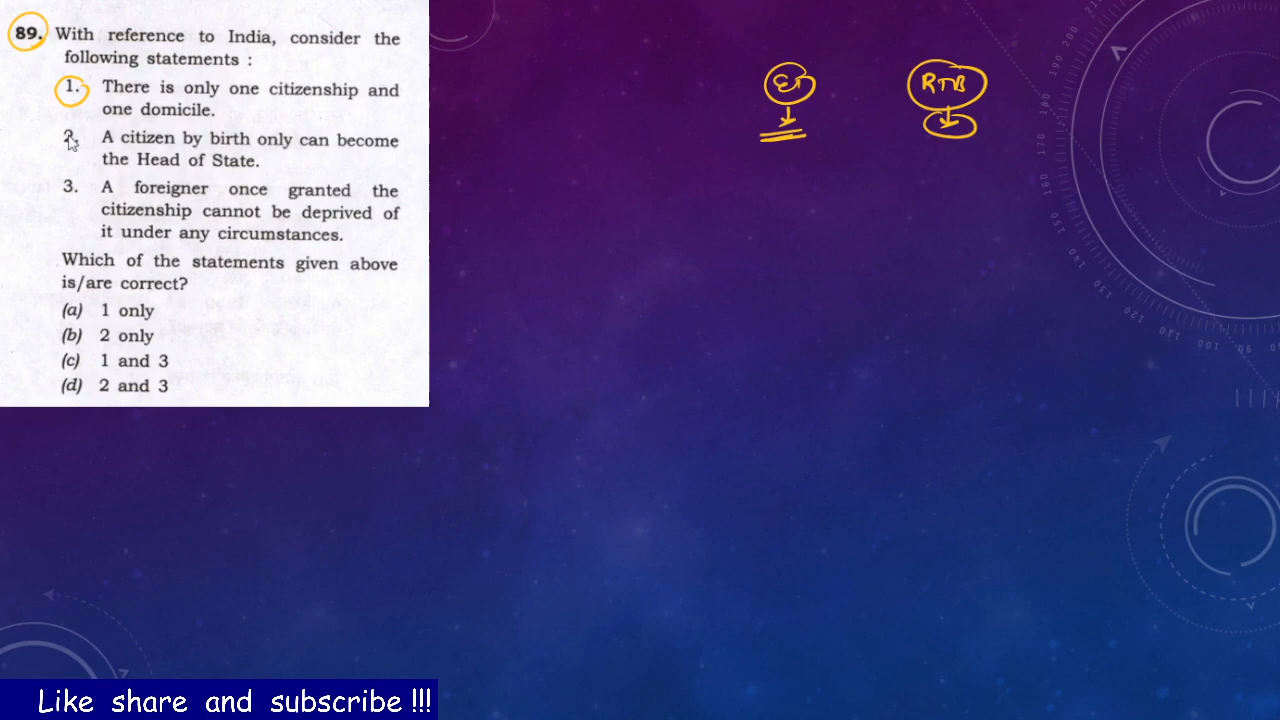 89. With reference to India, consider the
following statements :
1. There is only one citizenship and
one domicile.
2. A citizen by birth only can become
the Head of State.
3. A foreigner once granted the
citizenship cannot be deprived of
it under any circumstances.
Which of the statements given above
is/are correct?
(a) 1 only
(b) 2 only
(c) 1 and 3
(d) 2 and 3
RTB
Like share and subscribe !!!